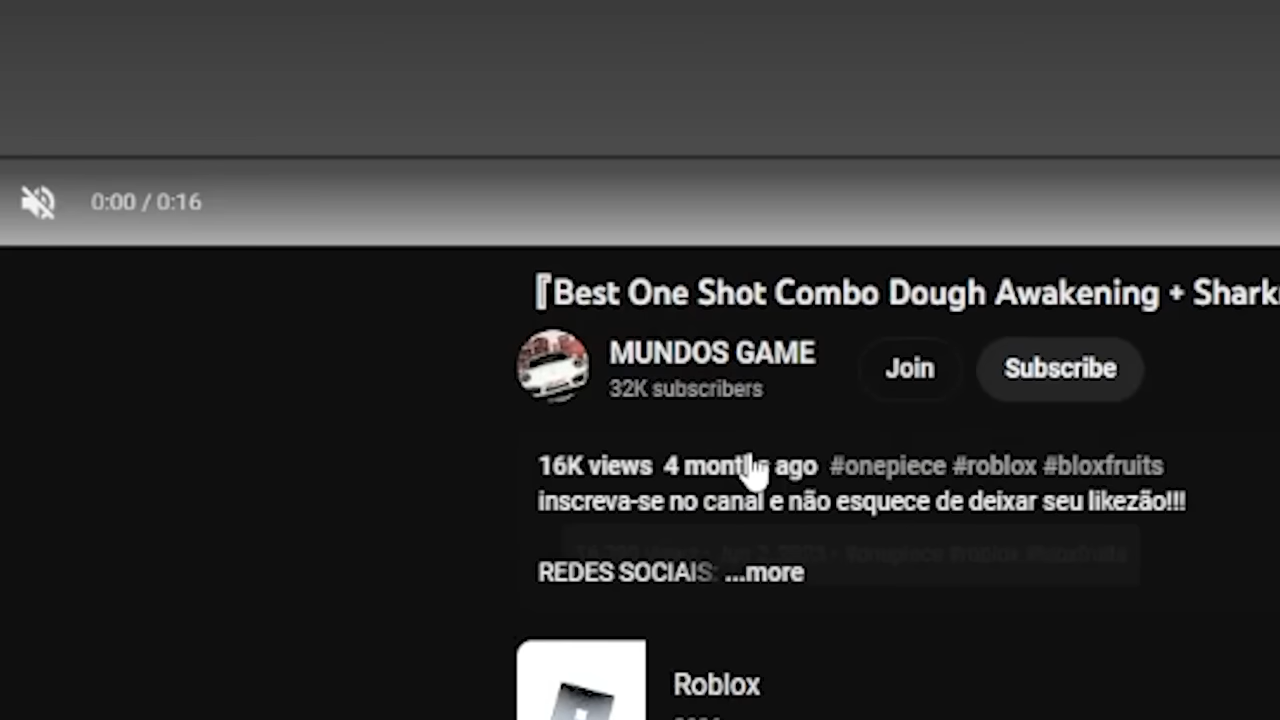 0:00 / 0:16
『Best One Shot Combo Dough Awakening + Shark
MUNDOS GAME
32K subscribers
Join
Subscribe
16K views 4 months ago #onepiece #roblox #bloxfruits
inscreva-se no canal e não esquece de deixar seu likezão!!!
REDES SOCIAIS: ...more
Roblox